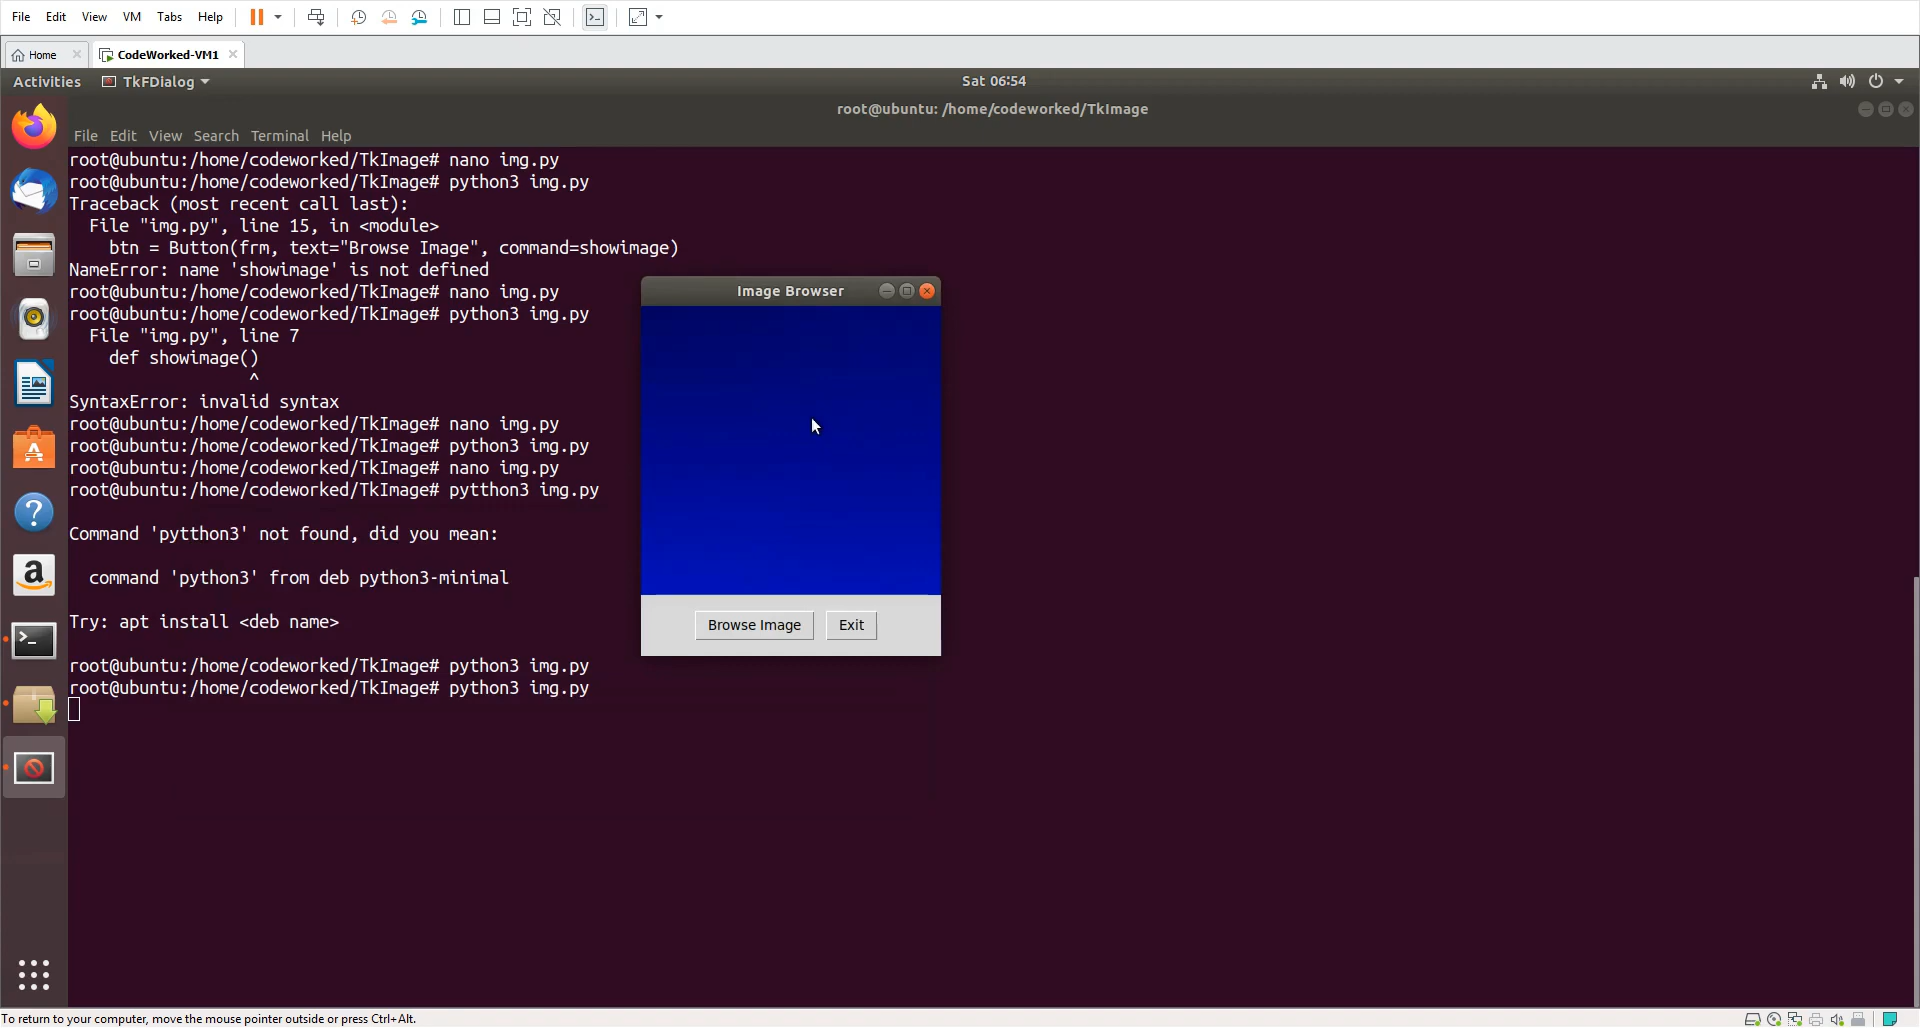 File Edit View VM Tabs Help
Home CodeWorked-VM1
Activities TkFDialog Sat 06:54
root@ubuntu: /home/codeworked/TkImage
File Edit View Search Terminal Help
root@ubuntu:/home/codeworked/TkImage# nano img.py
root@ubuntu:/home/codeworked/TkImage# python3 img.py
Traceback (most recent call last):
  File "img.py", line 15, in <module>
    btn = Button(frm, text="Browse Image", command=showimage)
NameError: name 'showimage' is not defined
root@ubuntu:/home/codeworked/TkImage# nano img.py
root@ubuntu:/home/codeworked/TkImage# python3 img.py
  File "img.py", line 7
    def showimage()
                  ^
SyntaxError: invalid syntax
root@ubuntu:/home/codeworked/TkImage# nano img.py
root@ubuntu:/home/codeworked/TkImage# python3 img.py
root@ubuntu:/home/codeworked/TkImage# nano img.py
root@ubuntu:/home/codeworked/TkImage# pytthon3 img.py
Command 'pytthon3' not found, did you mean:
  command 'python3' from deb python3-minimal
Try: apt install <deb name>
root@ubuntu:/home/codeworked/TkImage# python3 img.py
root@ubuntu:/home/codeworked/TkImage# python3 img.py
Image Browser
Browse Image Exit
To return to your computer, move the mouse pointer outside or press Ctrl+Alt.